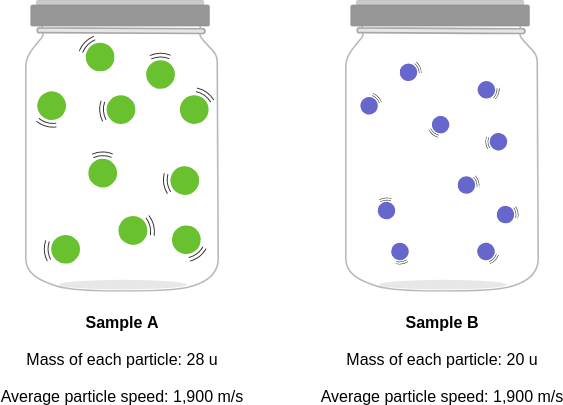 Sample A
Mass of each particle: 28 u
Average particle speed: 1,900 m/s
Sample B
Mass of each particle: 20 u
Average particle speed: 1,900 m/s